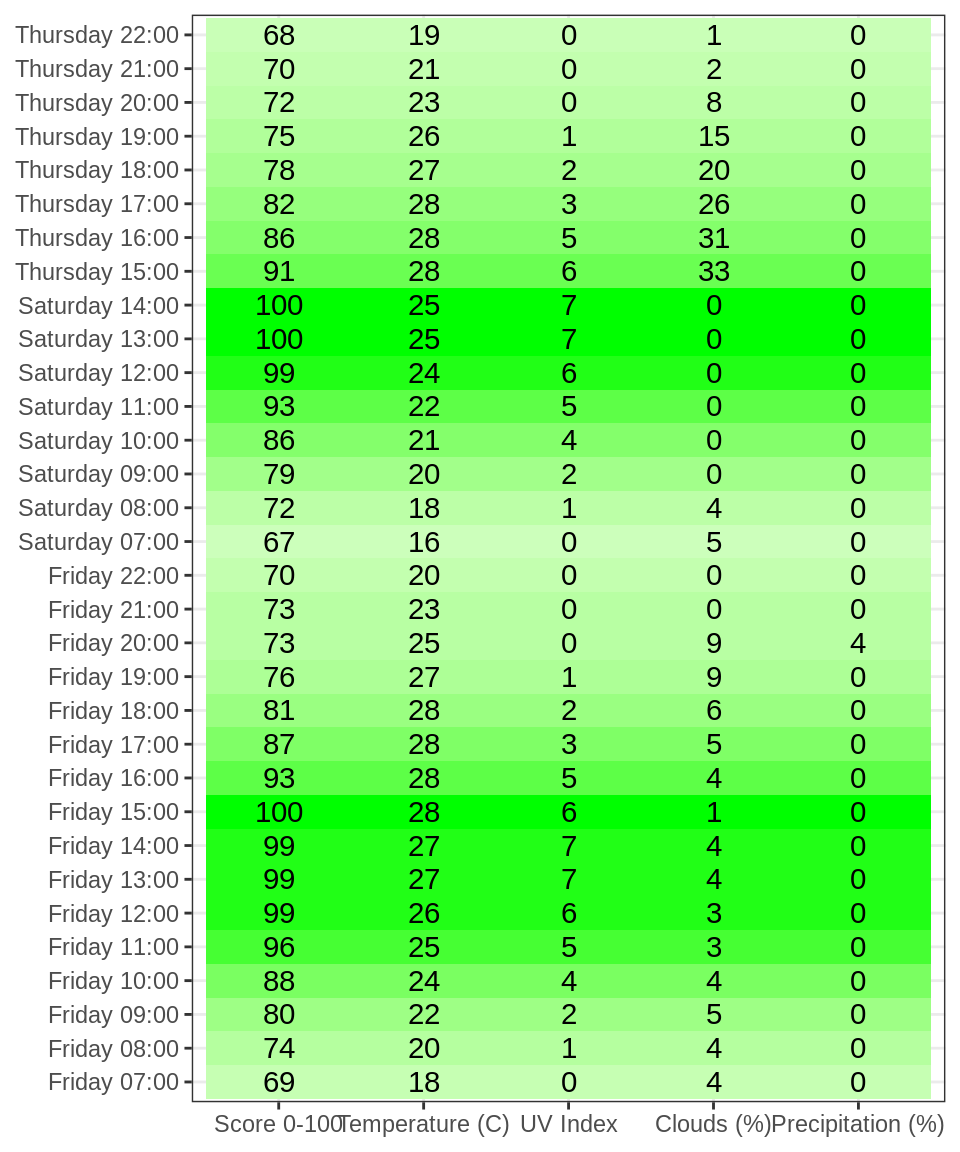 Thursday 22:00 68 19 0 1 0
Thursday 21:00 70 21 0 2 0
Thursday 20:00 72 23 0 8 0
Thursday 19:00 75 26 1 15 0
Thursday 18:00 78 27 2 20 0
Thursday 17:00 82 28 3 26 0
Thursday 16:00 86 28 5 31 0
Thursday 15:00 91 28 6 33 0
Saturday 14:00 100 25 7 0 0
Saturday 13:00 100 25 7 0 0
Saturday 12:00 99 24 6 0 0
Saturday 11:00 93 22 5 0 0
Saturday 10:00 86 21 4 0 0
Saturday 09:00 79 20 2 0 0
Saturday 08:00 72 18 1 4 0
Saturday 07:00 67 16 0 5 0
Friday 22:00 70 20 0 0 0
Friday 21:00 73 23 0 0 0
Friday 20:00 73 25 0 9 4
Friday 19:00 76 27 1 9 0
Friday 18:00 81 28 2 6 0
Friday 17:00 87 28 3 5 0
Friday 16:00 93 28 5 4 0
Friday 15:00 100 28 6 1 0
Friday 14:00 99 27 7 4 0
Friday 13:00 99 27 7 4 0
Friday 12:00 99 26 6 3 0
Friday 11:00 96 25 5 3 0
Friday 10:00 88 24 4 4 0
Friday 09:00 80 22 2 5 0
Friday 08:00 74 20 1 4 0
Friday 07:00 69 18 0 4 0
Score 0-100 Temperature (C) UV Index Clouds (%) Precipitation (%)